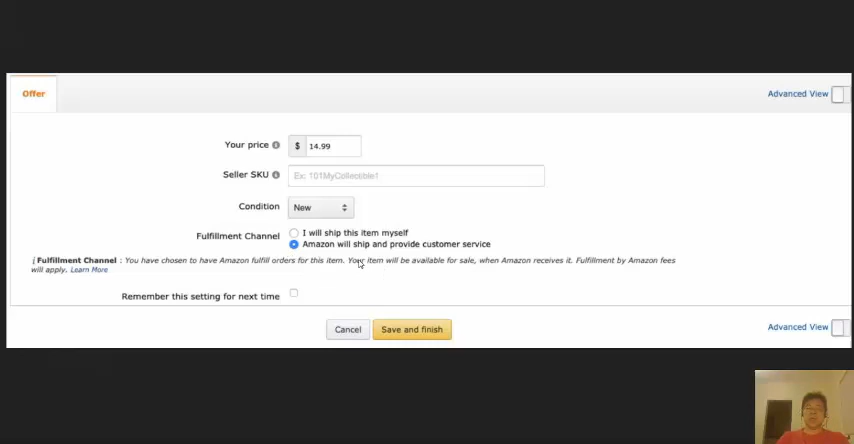 Offer
Advanced View
Your price
$ 14.99
Seller SKU
Ex: 101MyCollectible1
Condition
New
Fulfillment Channel
I will ship this item myself
Amazon will ship and provide customer service
Fulfillment Channel : You have chosen to have Amazon fulfill orders for this item. Your item will be available for sale, when Amazon receives it. Fulfillment by Amazon fees
will apply. Learn More
Remember this setting for next time
Cancel
Save and finish
Advanced View